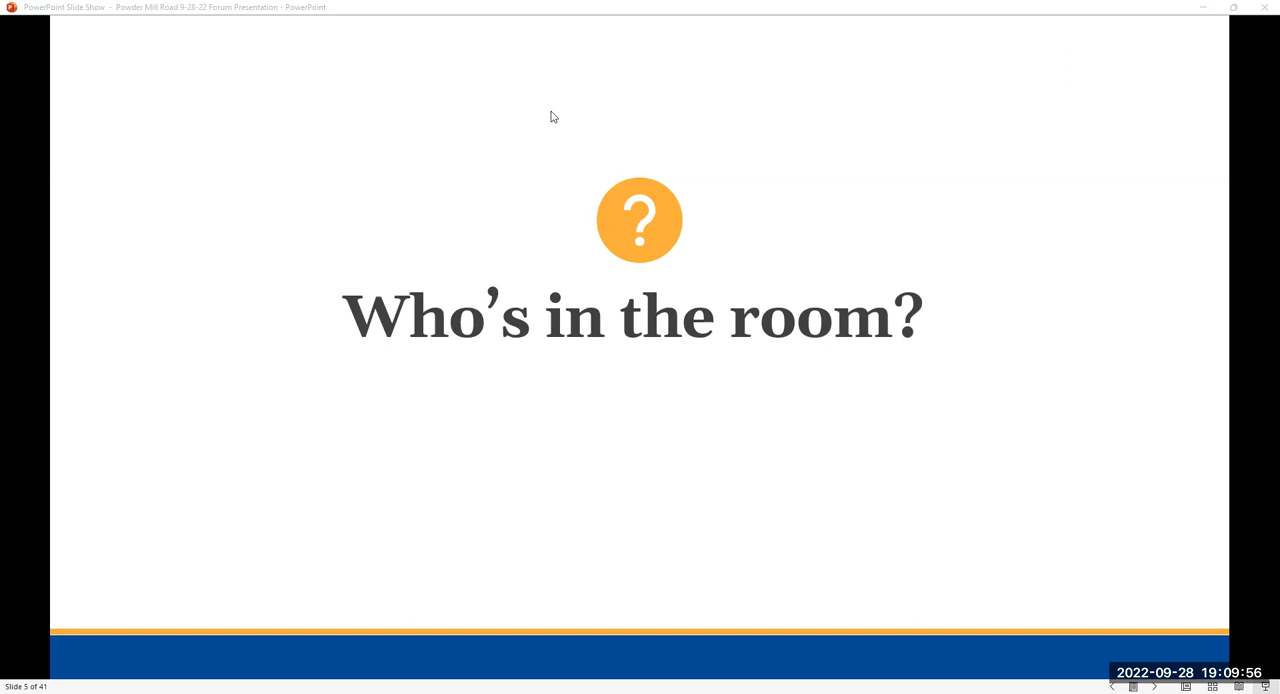 PowerPoint Slide Show - Powder Mill Road 9-28-22 Forum Presentation - PowerPoint
?
Who’s in the room?
2022-09-28 19:09:56
Slide 5 of 41